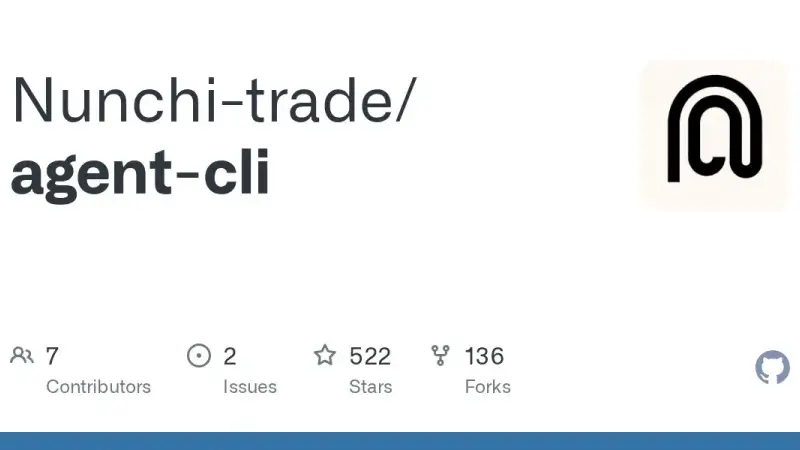 Nunchi-trade/
agent-cli
7
Contributors
2
Issues
522
Stars
136
Forks